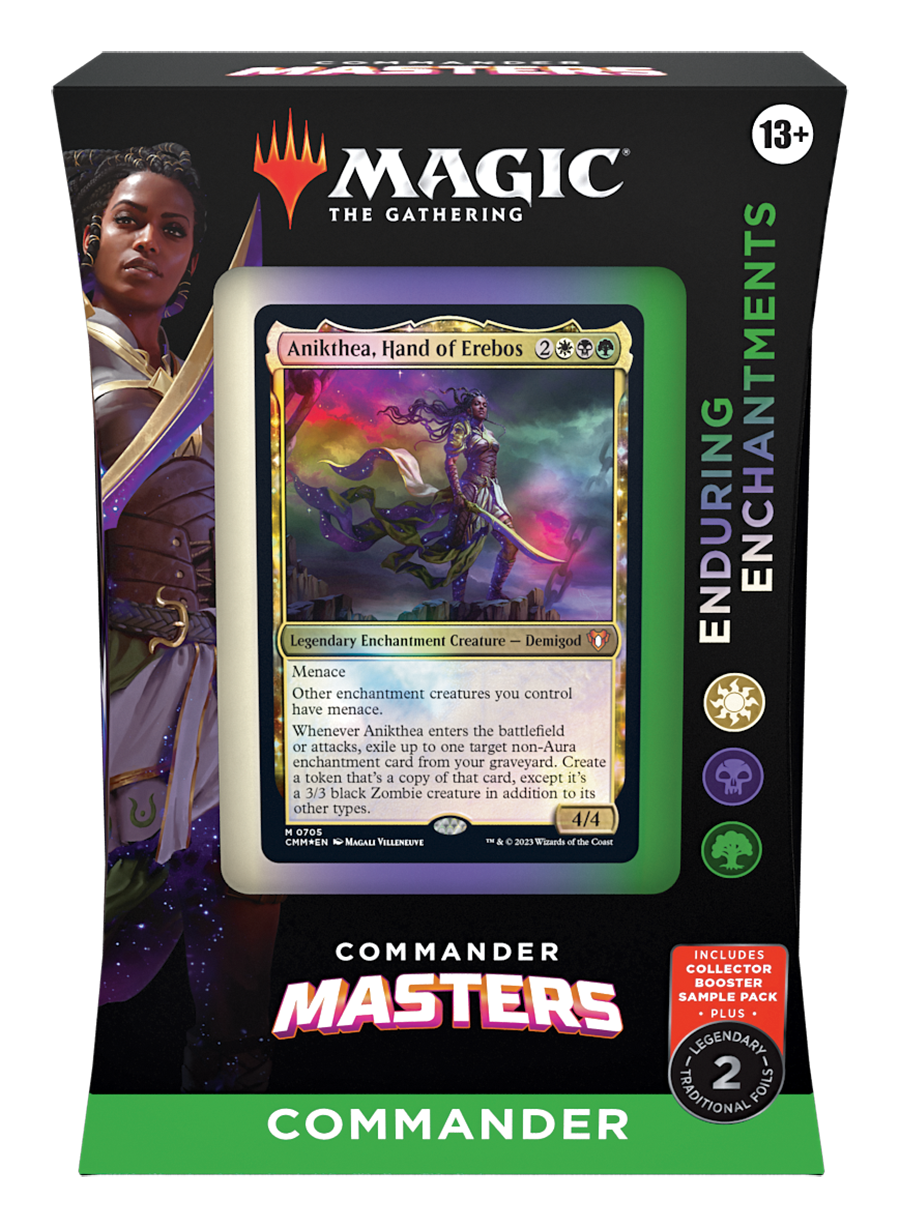 COMMANDER
MASTERS
13+
MAGIC
THE GATHERING
ENDURING
ENCHANTMENTS
Anikthea, Hand of Erebos 2
Legendary Enchantment Creature — Demigod
Menace
Other enchantment creatures you control
have menace.
Whenever Anikthea enters the battlefield
or attacks, exile up to one target non-Aura
enchantment card from your graveyard. Create
a token that's a copy of that card, except it's
a 3/3 black Zombie creature in addition to its
other types.
4/4
M 0705
CMM★EN Magali Villeneuve
™ & © 2023 Wizards of the Coast
COMMANDER
MASTERS
INCLUDES
COLLECTOR
BOOSTER
SAMPLE PACK
• PLUS •
LEGENDARY
2
TRADITIONAL FOILS
COMMANDER